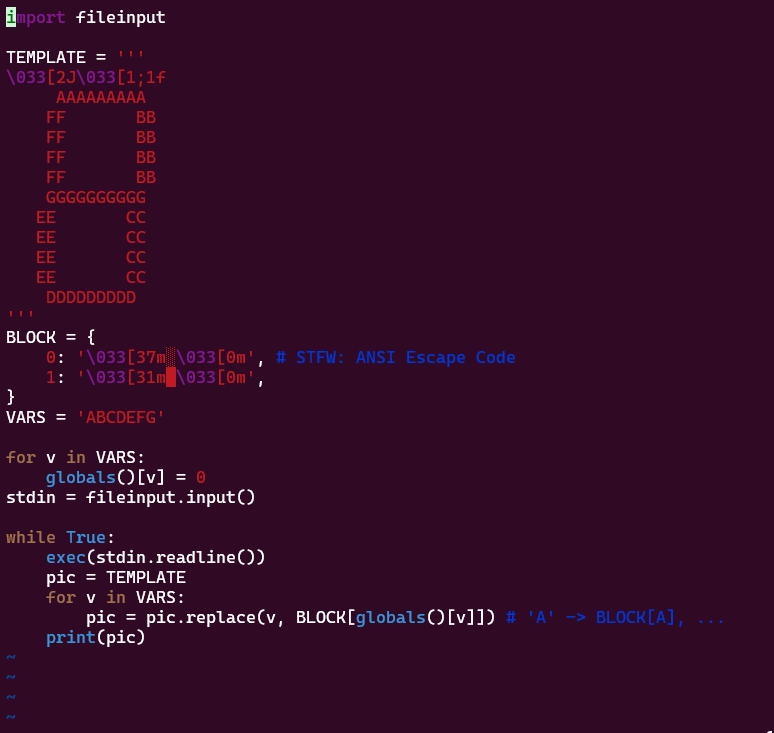 import fileinput

TEMPLATE = '''
\033[2J\033[1;1f
     AAAAAAAAA
    FF       BB
    FF       BB
    FF       BB
    FF       BB
    GGGGGGGGGG
   EE       CC
   EE       CC
   EE       CC
   EE       CC
    DDDDDDDDD
'''
BLOCK = {
    0: '\033[37m░\033[0m', # STFW: ANSI Escape Code
    1: '\033[31m█\033[0m',
}
VARS = 'ABCDEFG'

for v in VARS:
    globals()[v] = 0
stdin = fileinput.input()

while True:
    exec(stdin.readline())
    pic = TEMPLATE
    for v in VARS:
        pic = pic.replace(v, BLOCK[globals()[v]]) # 'A' -> BLOCK[A], ...
    print(pic)
~
~
~
~